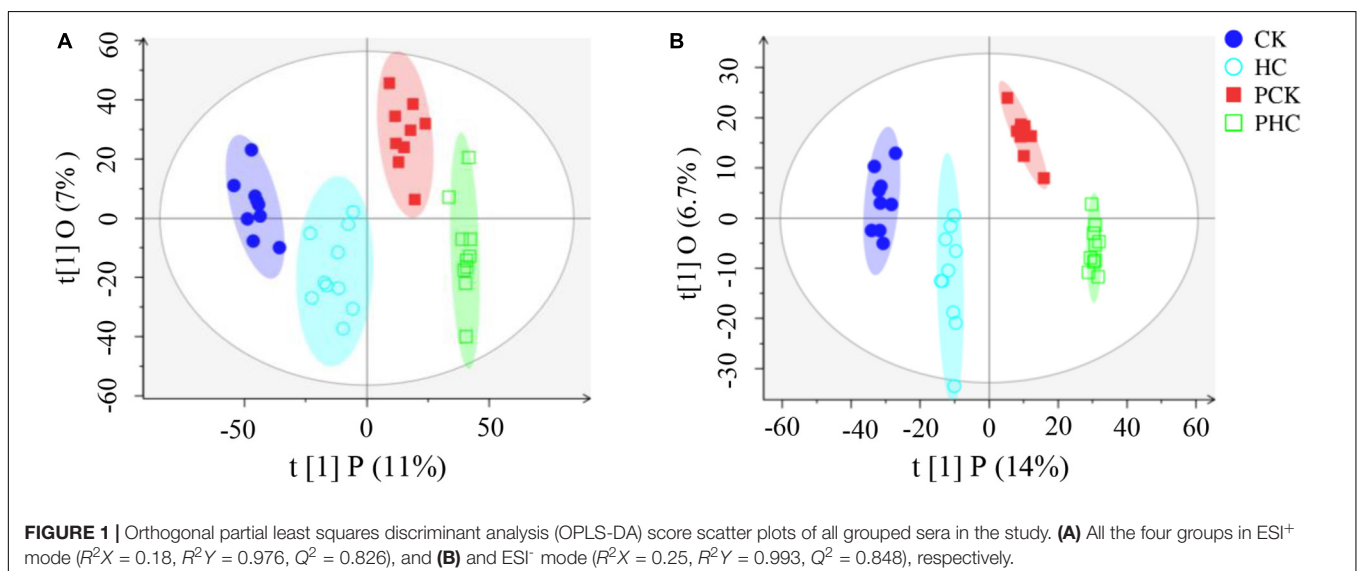 A
60
40
20
0
-20
-40
-60
t[1] O (7% )
-50
0
50
t [1] P (11%)
B
30
20
10
0
-10
-20
-30
t[1] O (6.7% )
-60
-40
-20
0
20
40
60
t [1] P (14%)
CK
HC
PCK
PHC
FIGURE 1 | Orthogonal partial least squares discriminant analysis (OPLS-DA) score scatter plots of all grouped sera in the study. (A) All the four groups in ESI⁺
mode (R²X = 0.18, R²Y = 0.976, Q² = 0.826), and (B) and ESI⁻ mode (R²X = 0.25, R²Y = 0.993, Q² = 0.848), respectively.